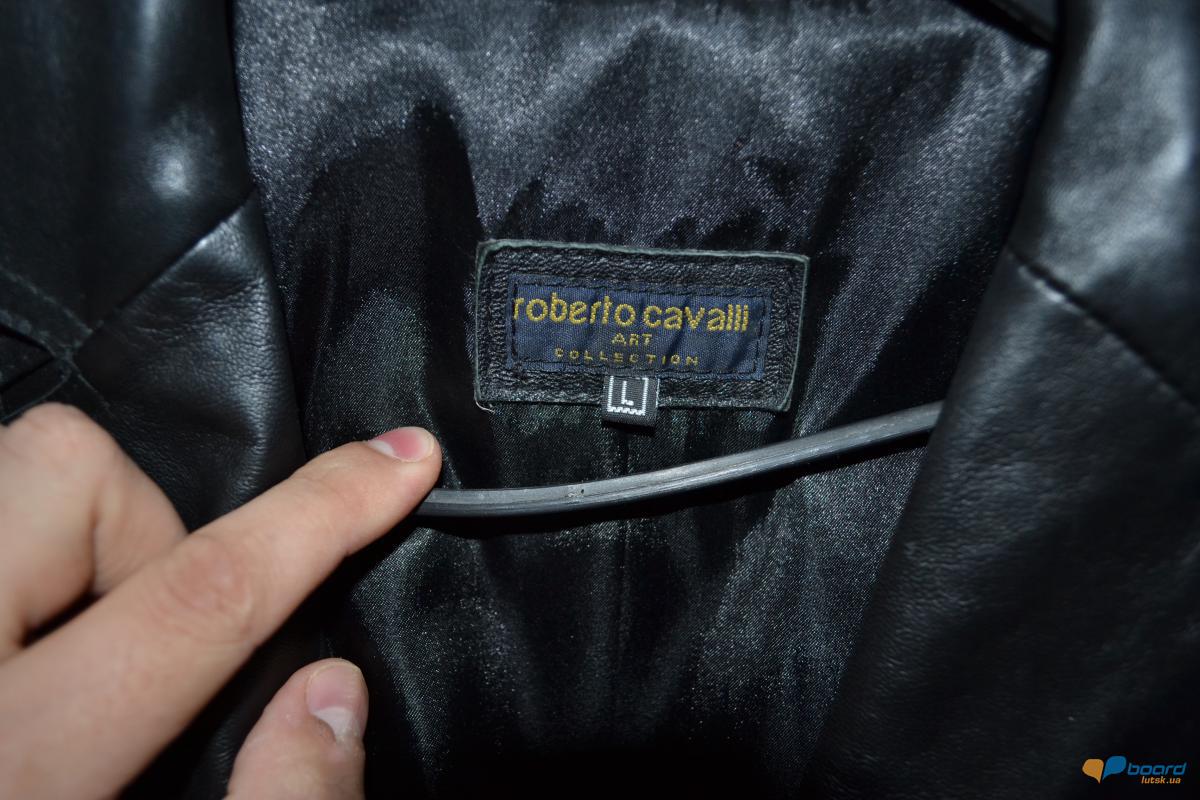 roberto cavalli
ART
COLLECTION
L
board
lutsk.ua